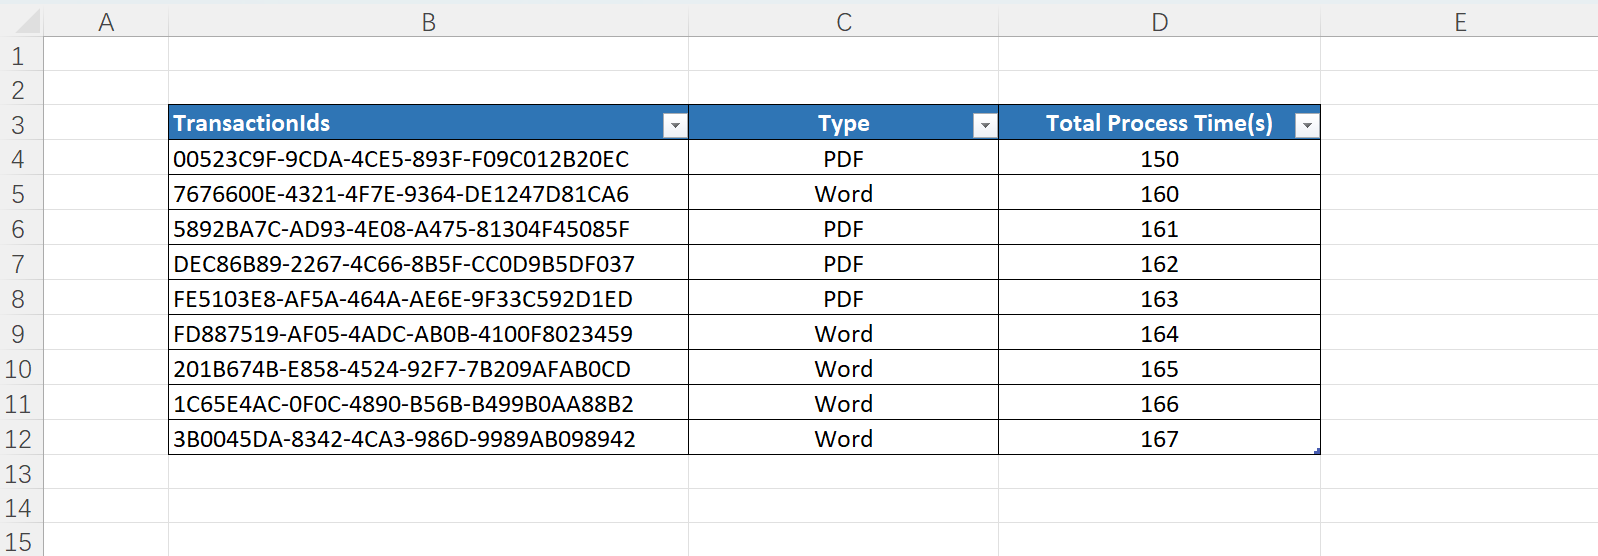 A B C D E
1
2
3 TransactionIds Type Total Process Time(s)
4 00523C9F-9CDA-4CE5-893F-F09C012B20EC PDF 150
5 7676600E-4321-4F7E-9364-DE1247D81CA6 Word 160
6 5892BA7C-AD93-4E08-A475-81304F45085F PDF 161
7 DEC86B89-2267-4C66-8B5F-CC0D9B5DF037 PDF 162
8 FE5103E8-AF5A-464A-AE6E-9F33C592D1ED PDF 163
9 FD887519-AF05-4ADC-AB0B-4100F8023459 Word 164
10 201B674B-E858-4524-92F7-7B209AFAB0CD Word 165
11 1C65E4AC-0F0C-4890-B56B-B499B0AA88B2 Word 166
12 3B0045DA-8342-4CA3-986D-9989AB098942 Word 167
13
14
15